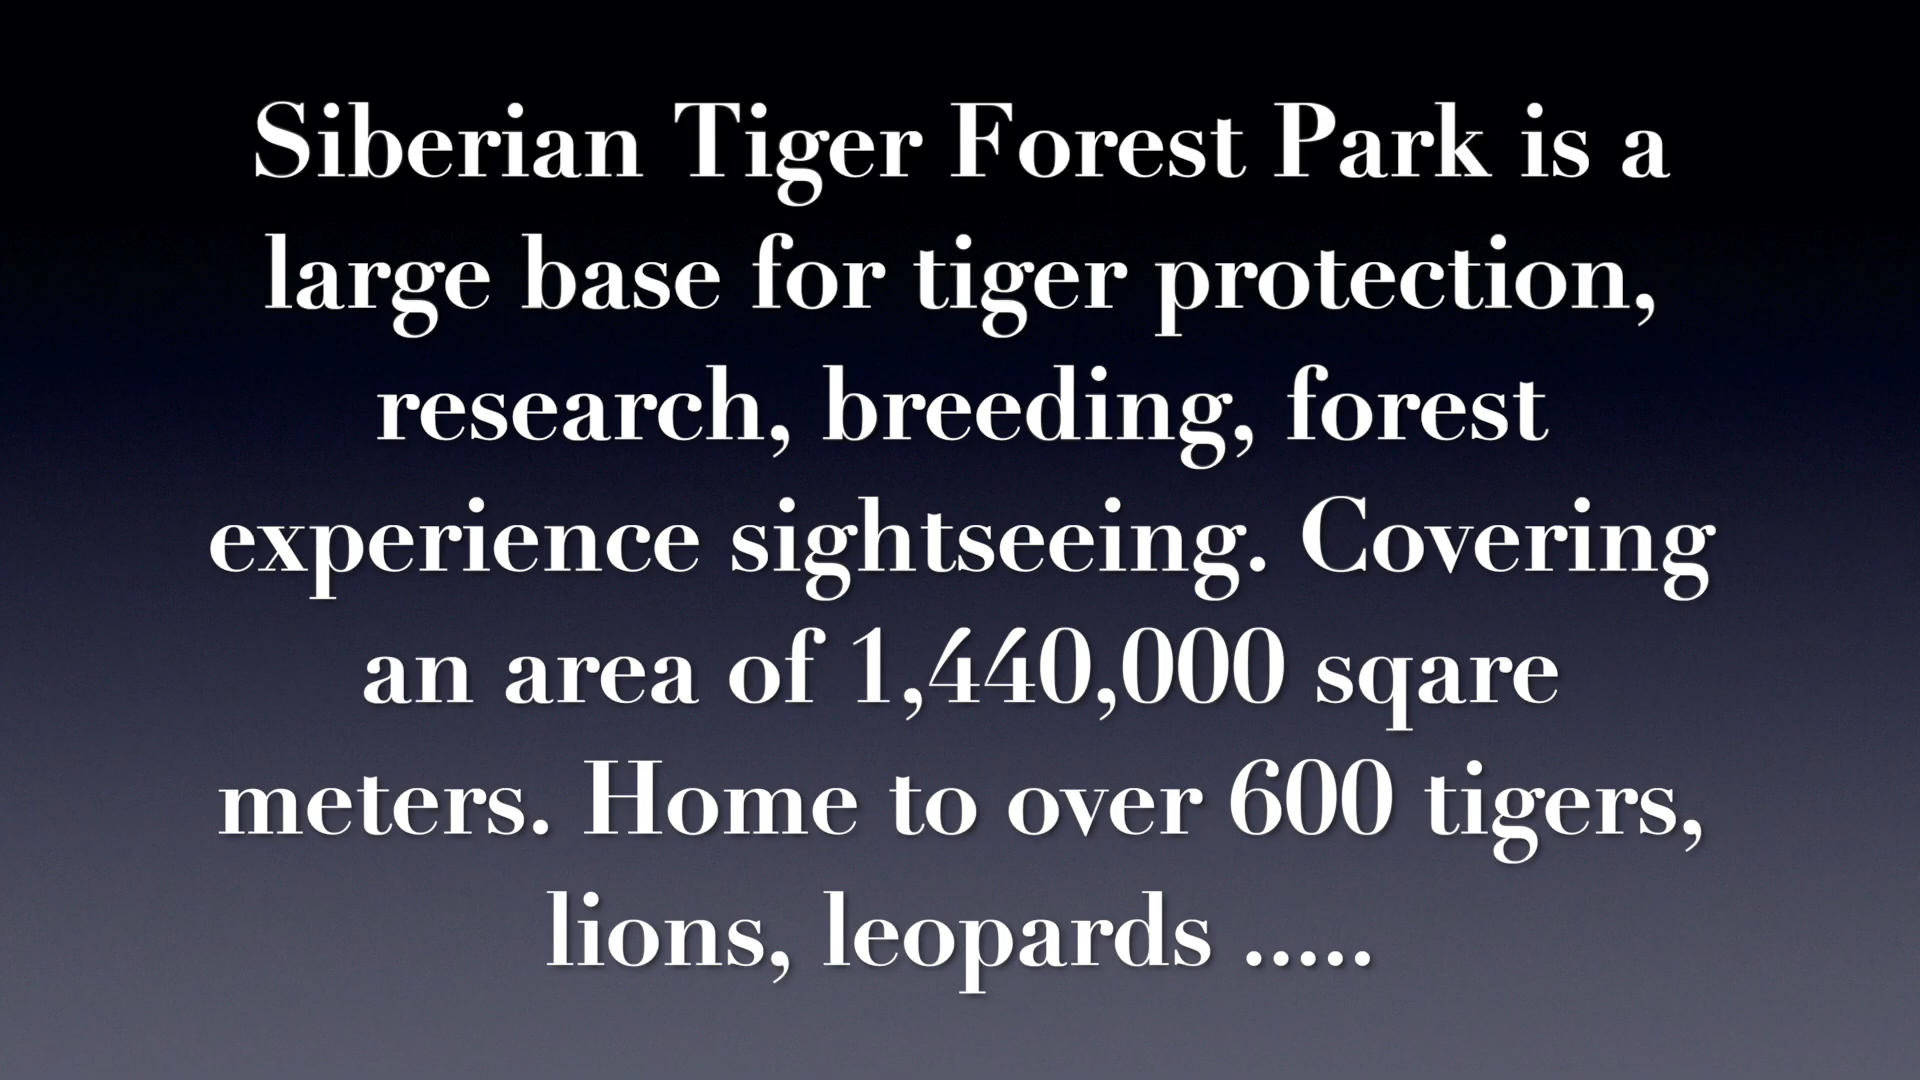 Siberian Tiger Forest Park is a
large base for tiger protection,
research, breeding, forest
experience sightseeing. Covering
an area of 1,440,000 sqare
meters. Home to over 600 tigers,
lions, leopards .....